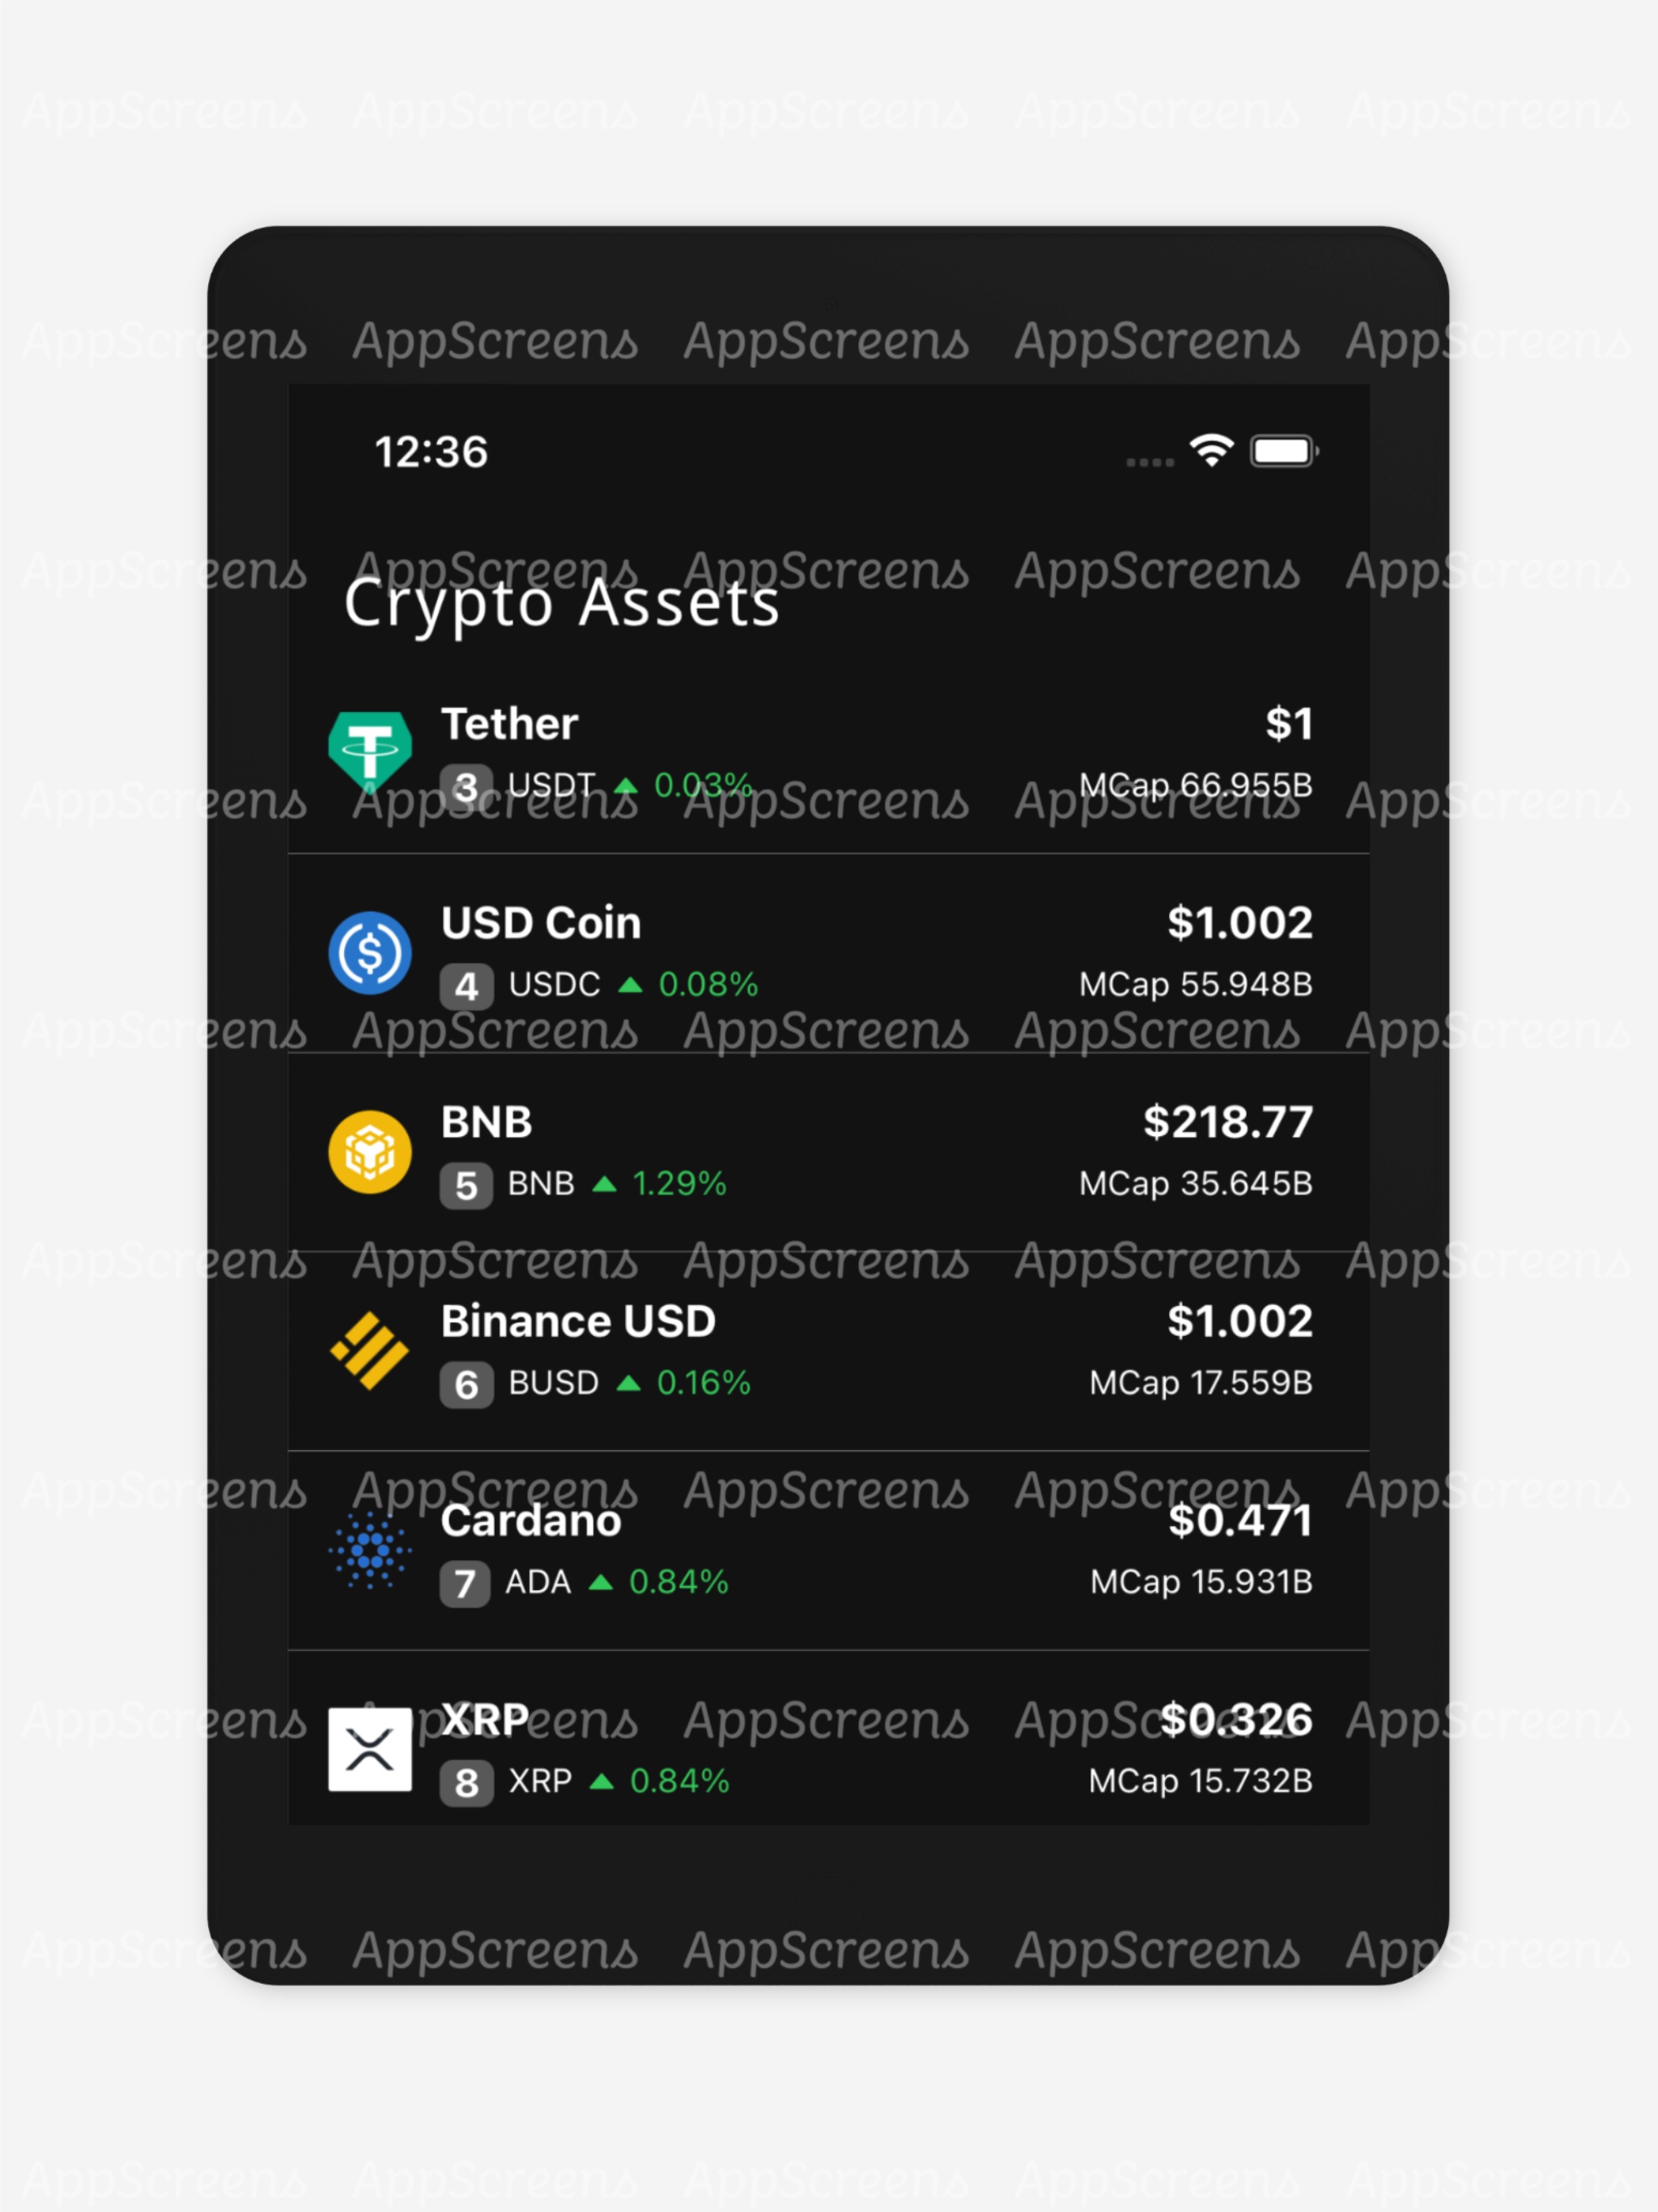 AppScreens AppScreens AppScreens AppScreens AppScreens
AppScreens AppScreens AppScreens AppScreens AppScreens
12:36
AppScreens AppScreens AppScreens AppScreens AppScreens
Crypto Assets
Tether $1
3 USDT ▲ 0.03% MCap 66.955B
AppScreens AppScreens AppScreens AppScreens AppScreens
USD Coin $1.002
4 USDC ▲ 0.08% MCap 55.948B
AppScreens AppScreens AppScreens AppScreens AppScreens
BNB $218.77
5 BNB ▲ 1.29% MCap 35.645B
AppScreens AppScreens AppScreens AppScreens AppScreens
Binance USD $1.002
6 BUSD ▲ 0.16% MCap 17.559B
AppScreens AppScreens AppScreens AppScreens AppScreens
Cardano $0.471
7 ADA ▲ 0.84% MCap 15.931B
AppScreens AppScreens AppScreens AppScreens AppScreens
XRP $0.326
8 XRP ▲ 0.84% MCap 15.732B
AppScreens AppScreens AppScreens AppScreens AppScreens
AppScreens AppScreens AppScreens AppScreens AppScreens